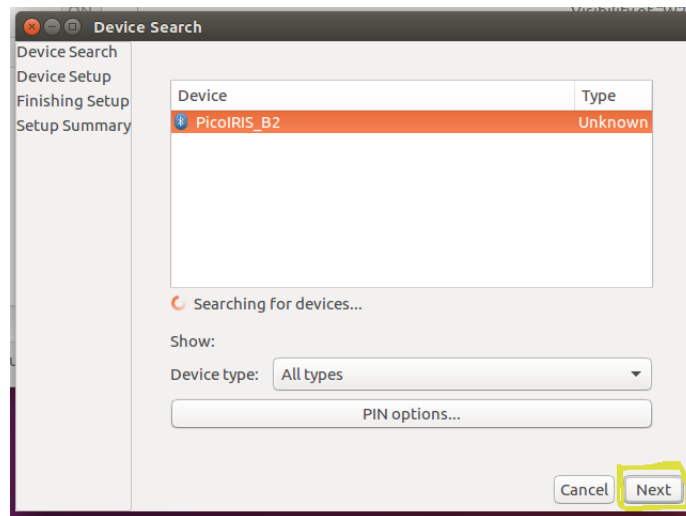 Device Search
Device Search
Device Setup
Finishing Setup
Setup Summary
Device Type
PicoIRIS_B2 Unknown
Searching for devices...
Show:
Device type: All types
PIN options...
Cancel Next